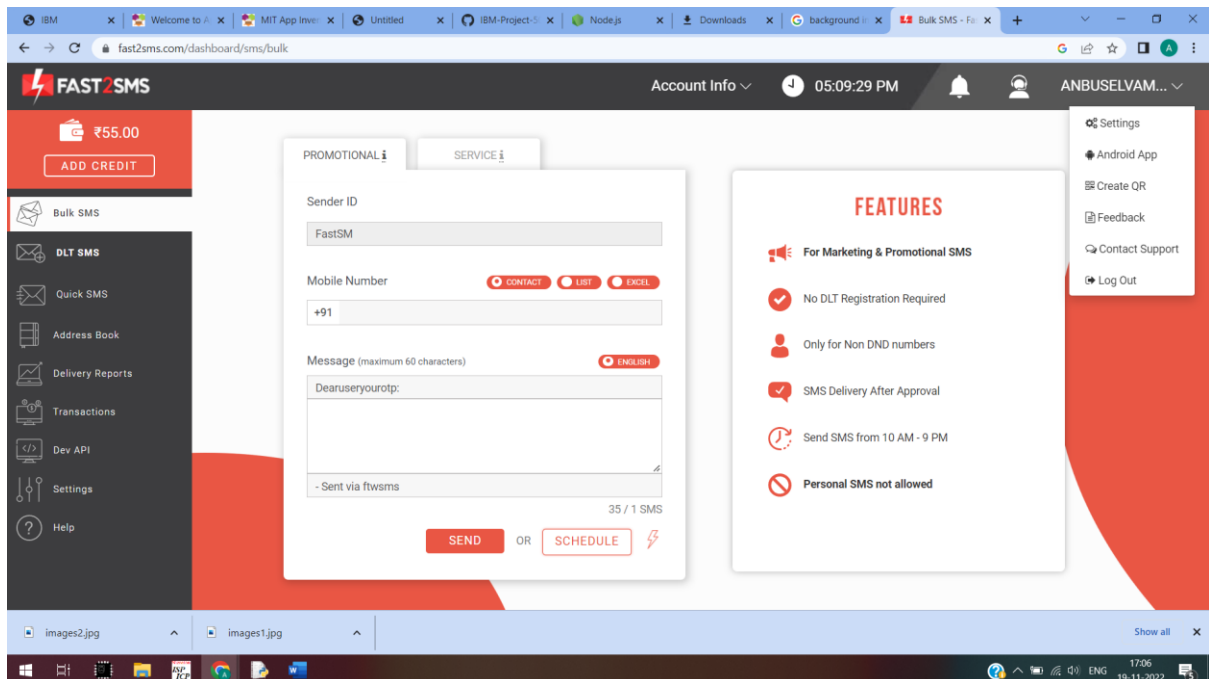 IBM
Welcome to A
MIT App Inver
Untitled
IBM-Project-5
Node.js
Downloads
background i
Bulk SMS - Fa
fast2sms.com/dashboard/sms/bulk
A
FAST2SMS
Account Info
05:09:29 PM
ANBUSELVAM...
₹55.00
ADD CREDIT
Bulk SMS
DLT SMS
Quick SMS
Address Book
Delivery Reports
Transactions
Dev API
Settings
Help
PROMOTIONAL i
SERVICE i
Sender ID
FastSM
Mobile Number
CONTACT
LIST
EXCEL
+91
Message (maximum 60 characters)
ENGLISH
Dearuseryourotp:
- Sent via ftwsms
35 / 1 SMS
SEND
OR
SCHEDULE
FEATURES
For Marketing & Promotional SMS
No DLT Registration Required
Only for Non DND numbers
SMS Delivery After Approval
Send SMS from 10 AM - 9 PM
Personal SMS not allowed
Settings
Android App
Create QR
Feedback
Contact Support
Log Out
images2.jpg
images1.jpg
Show all
ENG
17:06
19-11-2022